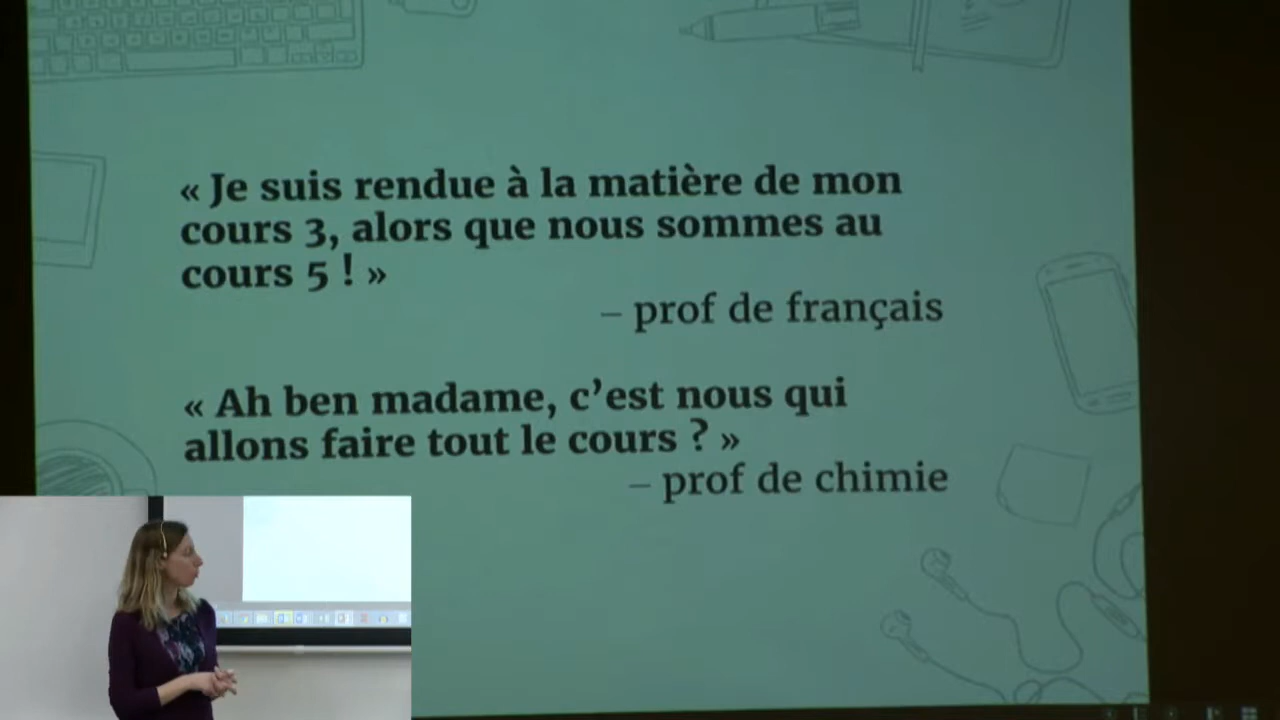 « Je suis rendue à la matière de mon
cours 3, alors que nous sommes au
cours 5 ! »
– prof de français
« Ah ben madame, c’est nous qui
allons faire tout le cours ? »
– prof de chimie